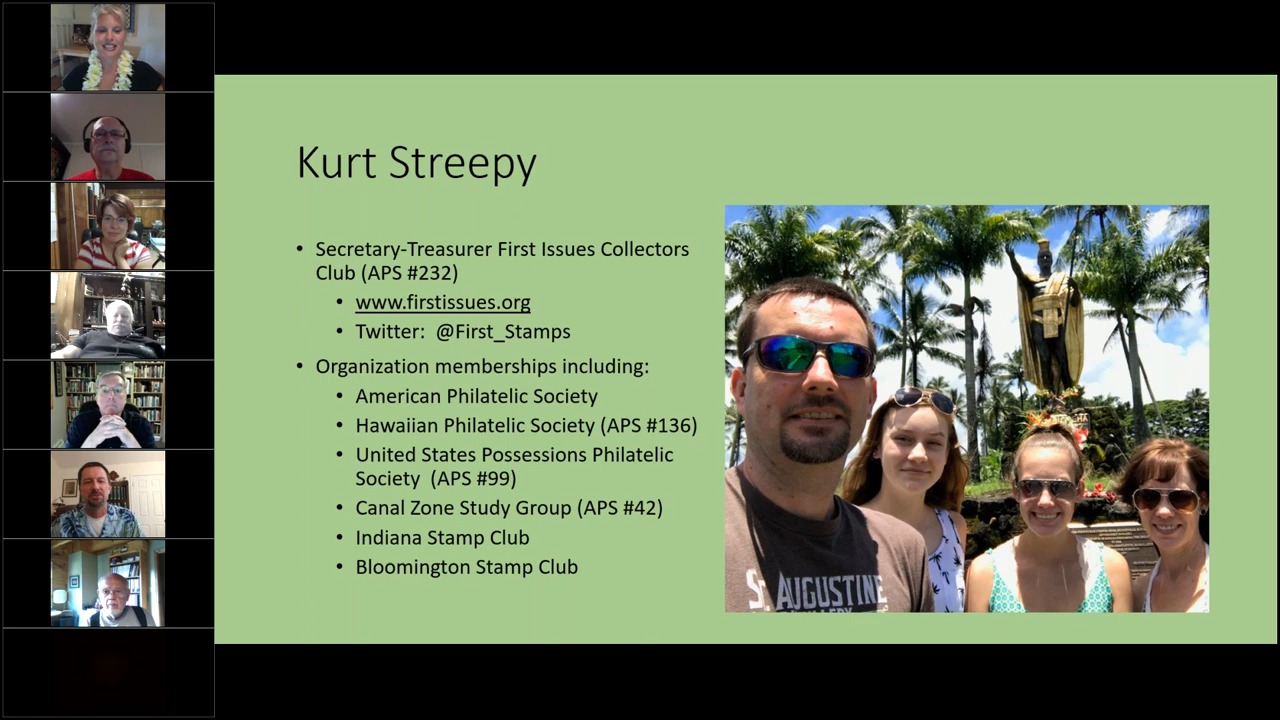 Kurt Streepy
• Secretary-Treasurer First Issues Collectors
Club (APS #232)
• www.firstissues.org
• Twitter: @First_Stamps
• Organization memberships including:
• American Philatelic Society
• Hawaiian Philatelic Society (APS #136)
• United States Possessions Philatelic
Society (APS #99)
• Canal Zone Study Group (APS #42)
• Indiana Stamp Club
• Bloomington Stamp Club
ST. AUGUSTINE